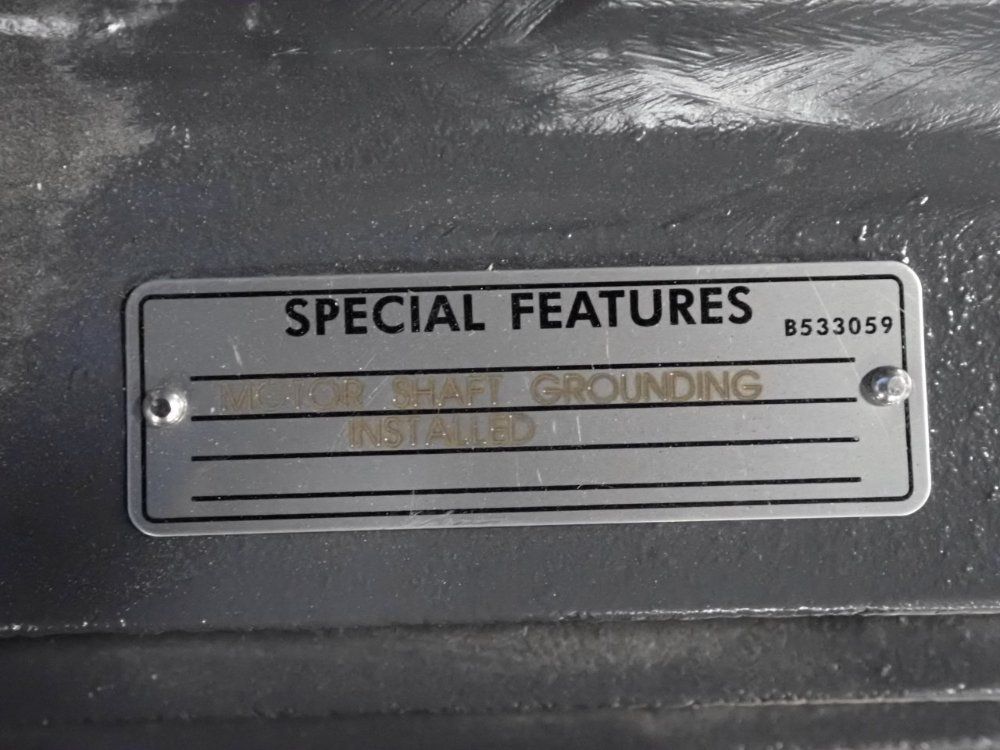 SPECIAL FEATURES
B533059
MOTOR SHAFT GROUNDING
INSTALLED